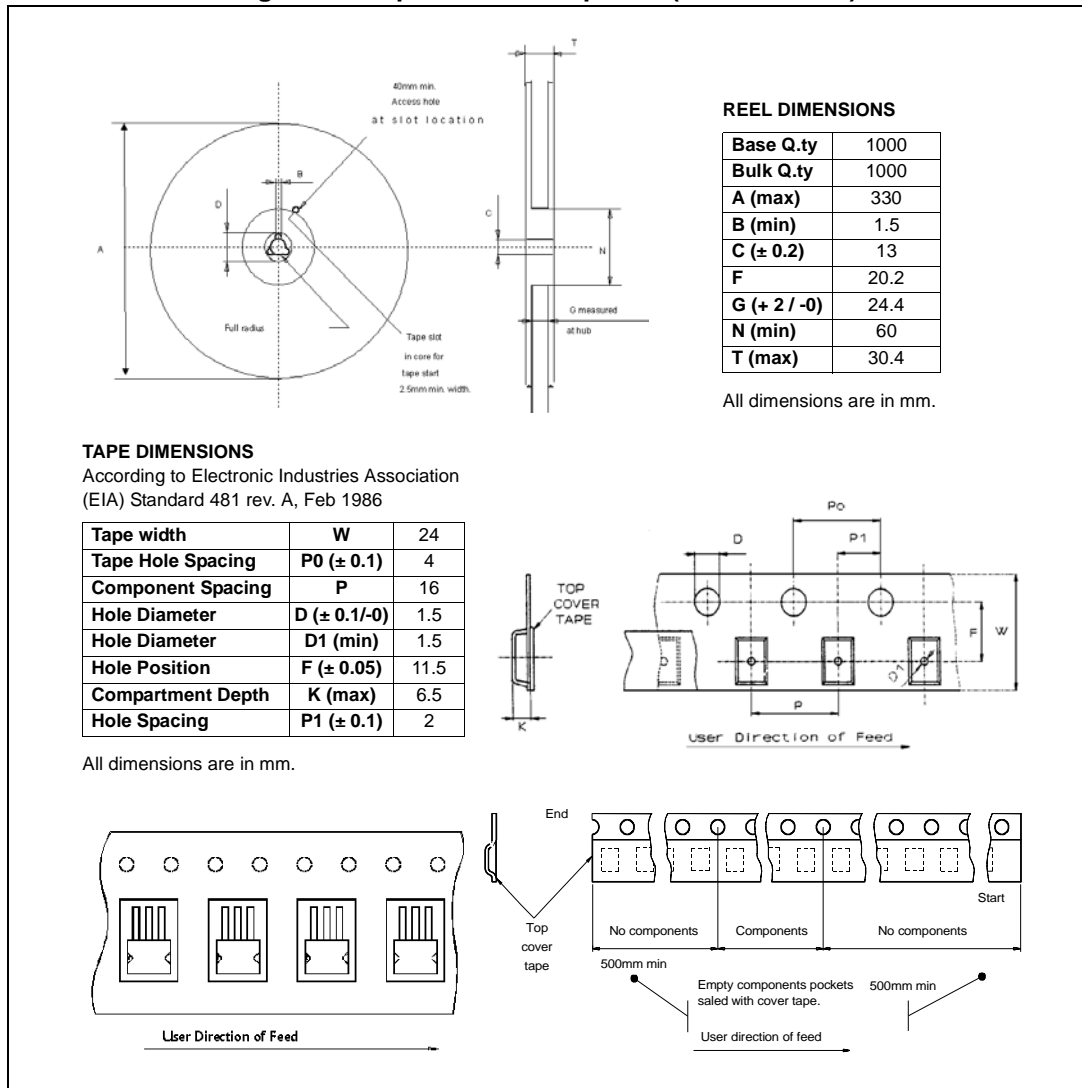 T
40mm min.
Access hole
at slot location
B
D
C
A
N
G measured
at hub
Full radius
Tape slot
in core for
tape start
2.5mm min. width.
REEL DIMENSIONS
Base Q.ty 1000
Bulk Q.ty 1000
A (max) 330
B (min) 1.5
C (± 0.2) 13
F 20.2
G (+ 2 / -0) 24.4
N (min) 60
T (max) 30.4
All dimensions are in mm.
TAPE DIMENSIONS
According to Electronic Industries Association
(EIA) Standard 481 rev. A, Feb 1986
Tape width W 24
Tape Hole Spacing P0 (± 0.1) 4
Component Spacing P 16
Hole Diameter D (± 0.1/-0) 1.5
Hole Diameter D1 (min) 1.5
Hole Position F (± 0.05) 11.5
Compartment Depth K (max) 6.5
Hole Spacing P1 (± 0.1) 2
All dimensions are in mm.
Po
D
P1
TOP
COVER
TAPE
F
W
D1
P
K
User Direction of Feed
End
Start
Top
cover
tape
No components
Components
No components
500mm min
Empty components pockets
saled with cover tape.
500mm min
User direction of feed
User Direction of Feed